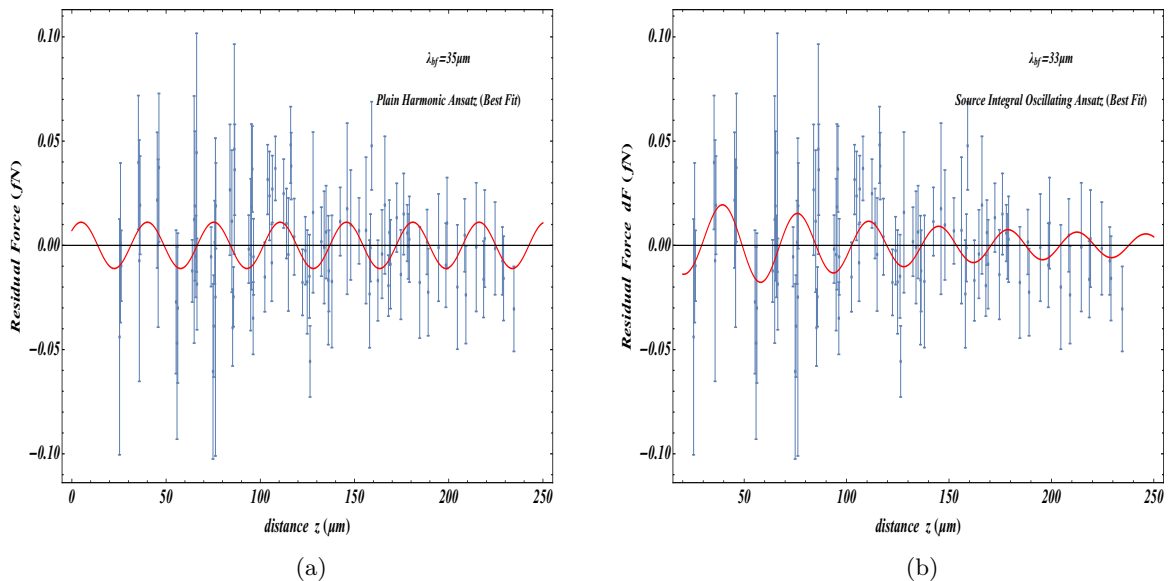 λbf=35μm
Plain Harmonic Ansatz (Best Fit)
Residual Force (fN)
0.10
0.05
0.00
-0.05
-0.10
0
50
100
150
200
250
distance z (μm)
(a)
λbf=33μm
Source Integral Oscillating Ansatz (Best Fit)
Residual Force dF (fN)
0.10
0.05
0.00
-0.05
-0.10
50
100
150
200
250
distance z (μm)
(b)